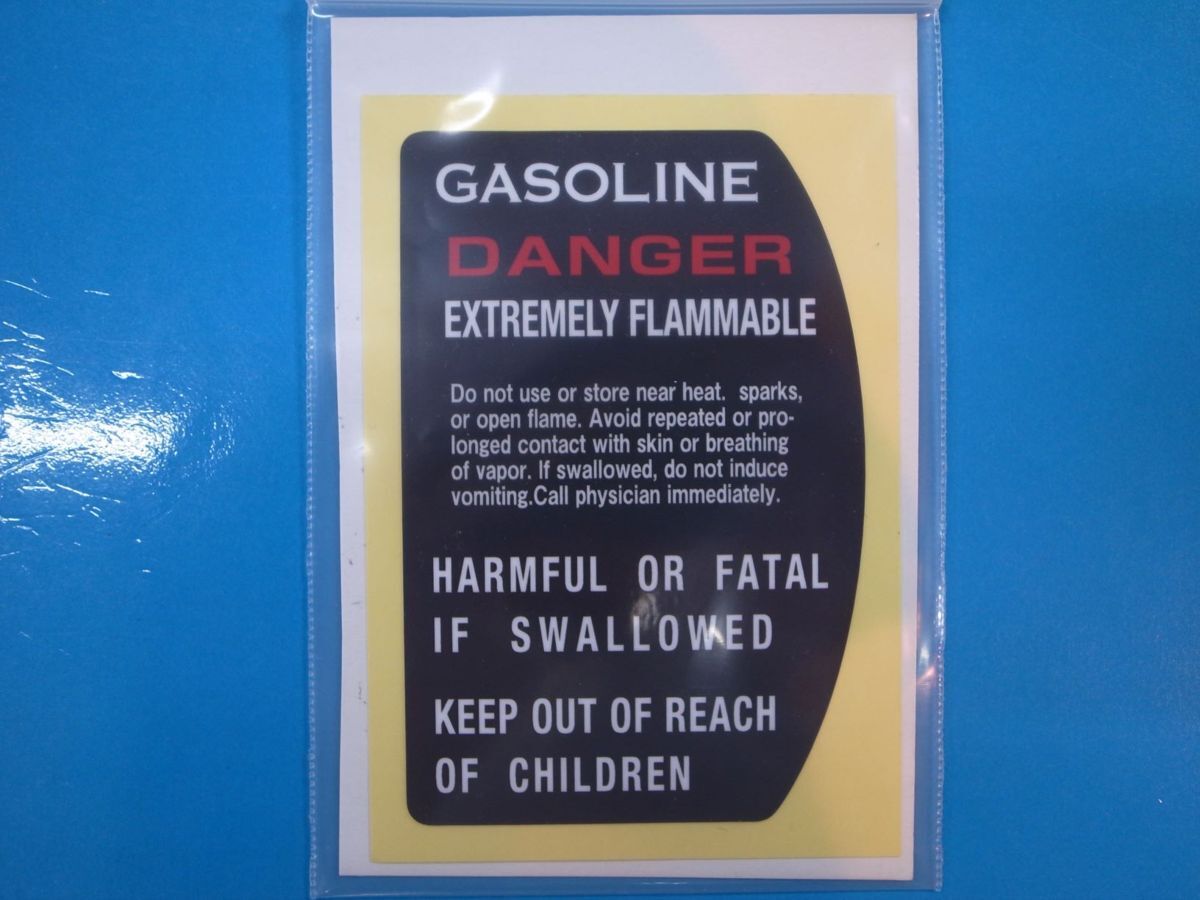 GASOLINE
DANGER
EXTREMELY FLAMMABLE
Do not use or store near heat. sparks,
or open flame. Avoid repeated or pro-
longed contact with skin or breathing
of vapor. If swallowed, do not induce
vomiting.Call physician immediately.
HARMFUL OR FATAL
IF SWALLOWED
KEEP OUT OF REACH
OF CHILDREN